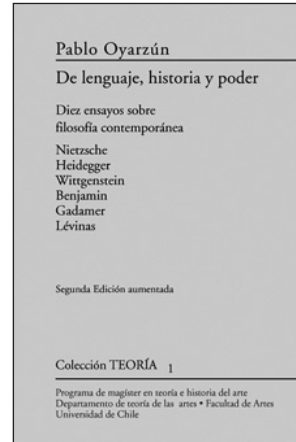 Pablo Oyarzún
De lenguaje, historia y poder
Diez ensayos sobre
filosofía contemporánea
Nietzsche
Heidegger
Wittgenstein
Benjamin
Gadamer
Lévinas
Segunda Edición aumentada
Colección TEORÍA 1
Programa de magíster en teoría e historia del arte
Departamento de teoría de las artes • Facultad de Artes
Universidad de Chile